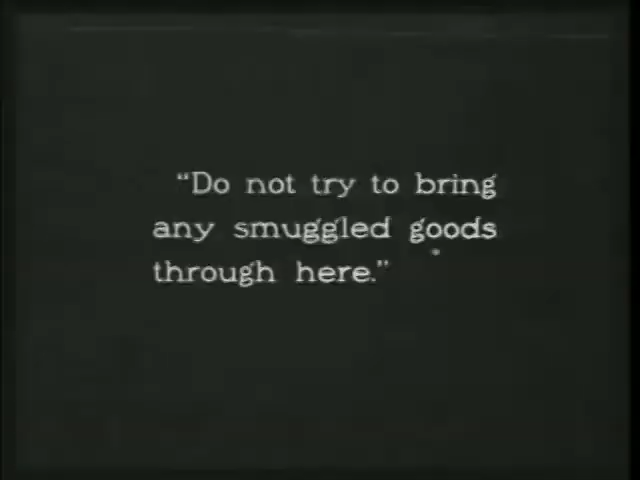 “Do not try to bring
any smuggled goods
through here.”